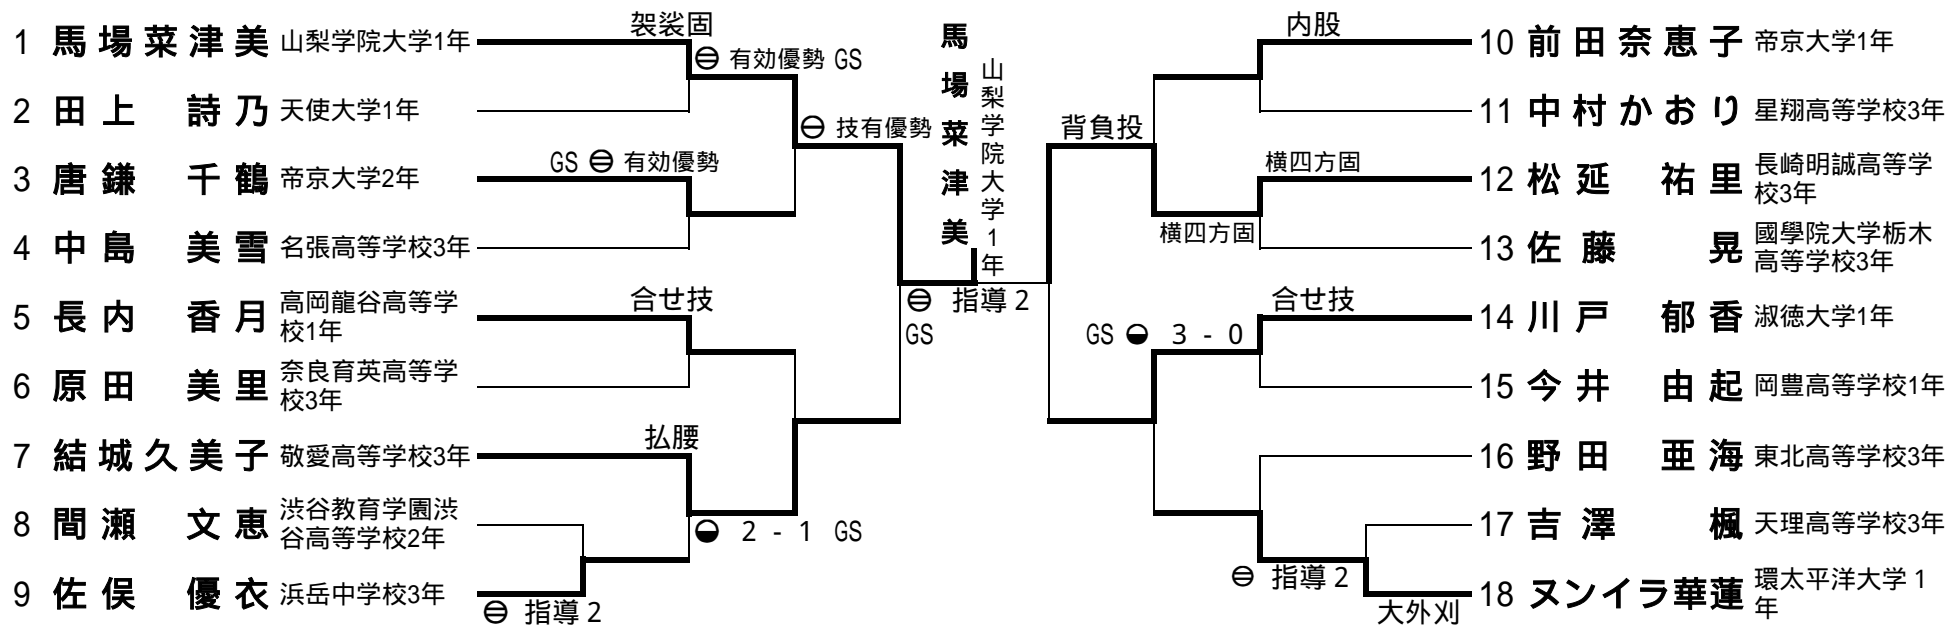 1 馬場菜津美 山梨学院大学1年
2 田上 詩乃 天使大学1年
3 唐鎌 千鶴 帝京大学2年
4 中島 美雪 名張高等学校3年
5 長内 香月 高岡龍谷高等学
校1年
6 原田 美里 奈良育英高等学
校3年
7 結城久美子 敬愛高等学校3年
8 間瀬 文恵 渋谷教育学園渋
谷高等学校2年
9 佐俣 優衣 浜岳中学校3年
袈裟固
有効優勢 GS
技有優勢
GS 有効優勢
合せ技
払腰
2 - 1 GS
指導2
馬場菜津美
山梨学院大学1年
指導2
GS
内股
背負投
横四方固
横四方固
合せ技
GS 3 - 0
指導2
大外刈
10 前田奈恵子 帝京大学1年
11 中村かおり 星翔高等学校3年
12 松延 祐里 長崎明誠高等学
校3年
13 佐藤 晃 國學院大学栃木
高等学校3年
14 川戸 郁香 淑徳大学1年
15 今井 由起 岡豊高等学校1年
16 野田 亜海 東北高等学校3年
17 吉澤 楓 天理高等学校3年
18 ヌンイラ華蓮 環太平洋大学1
年